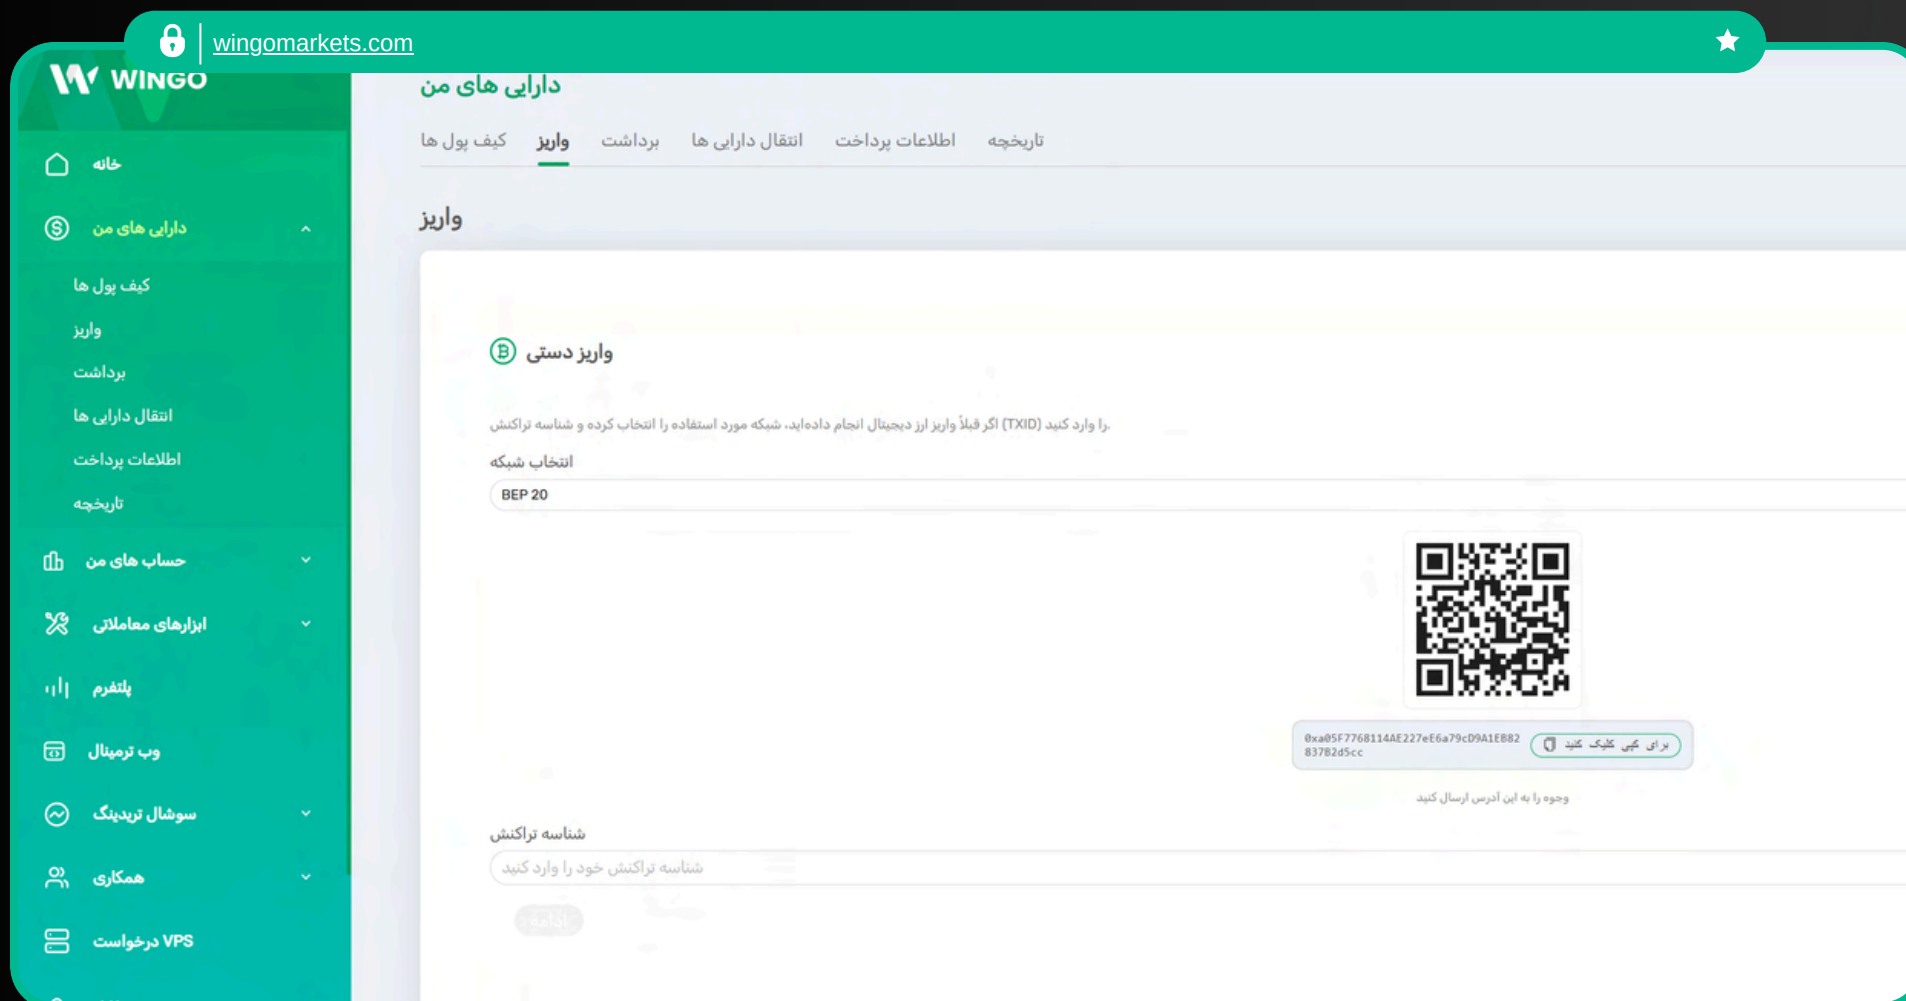 wingomarkets.com
WINGO
خانه
دارایی های من
کیف پول ها
واریز
برداشت
انتقال دارایی ها
اطلاعات پرداخت
تاریخچه
حساب های من
ابزارهای معاملاتی
پلتفرم
وب ترمینال
سوشال تریدینگ
همکاری
VPS درخواست
دارایی های من
کیف پول ها واریز برداشت انتقال دارایی ها اطلاعات پرداخت تاریخچه
واریز
واریز دستی
.را وارد کنید (TXID) اگر قبلاً واریز ارز دیجیتال انجام داده‌اید، شبکه مورد استفاده را انتخاب کرده و شناسه تراکنش
انتخاب شبکه
BEP 20
0xa05F7768114AE227eE6a79cD9A1EB82
837B2d5cc
برای کپی کلیک کنید
وجوه را به این آدرس ارسال کنید
شناسه تراکنش
شناسه تراکنش خود را وارد کنید
ادامه